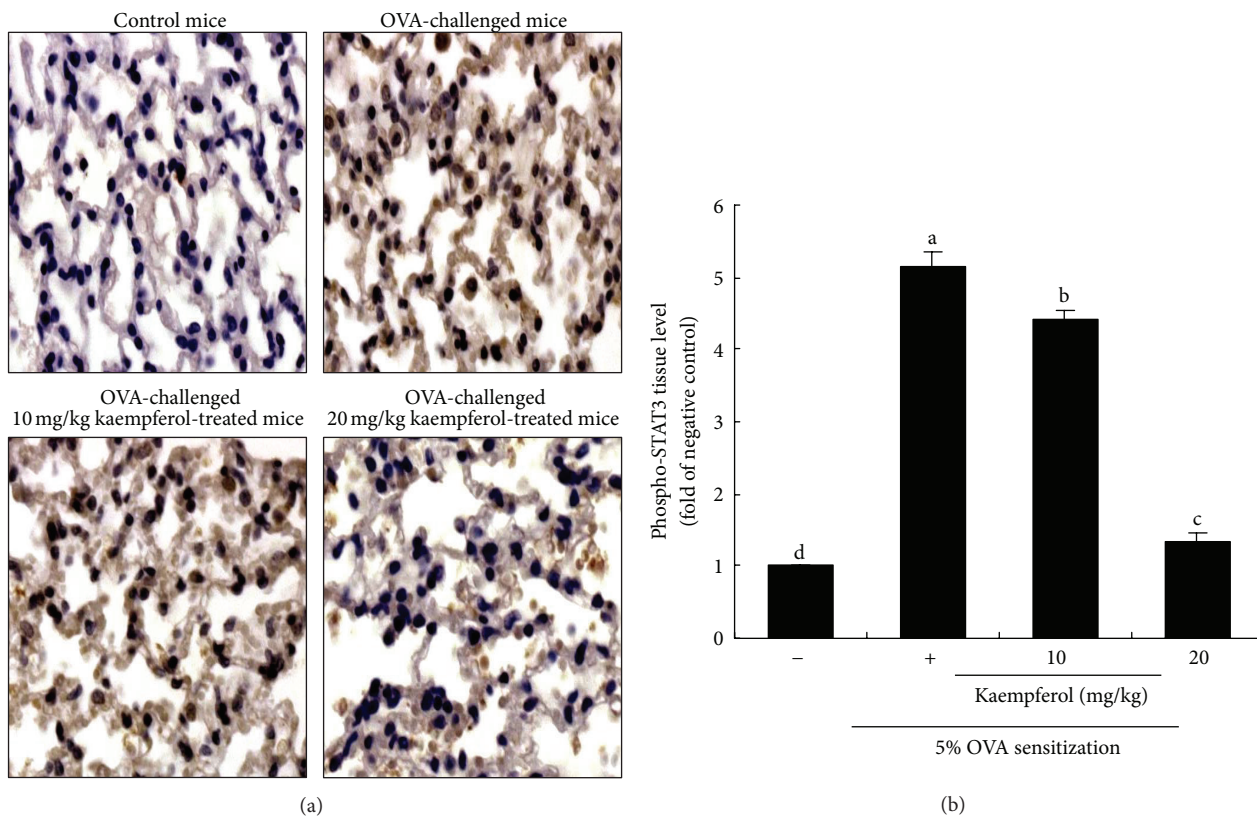 Control mice
OVA-challenged mice
OVA-challenged
10 mg/kg kaempferol-treated mice
OVA-challenged
20 mg/kg kaempferol-treated mice
(a)
Phospho-STAT3 tissue level
(fold of negative control)
6
5
4
3
2
1
0
d
a
b
c
−
+
10
20
Kaempferol (mg/kg)
5% OVA sensitization
(b)